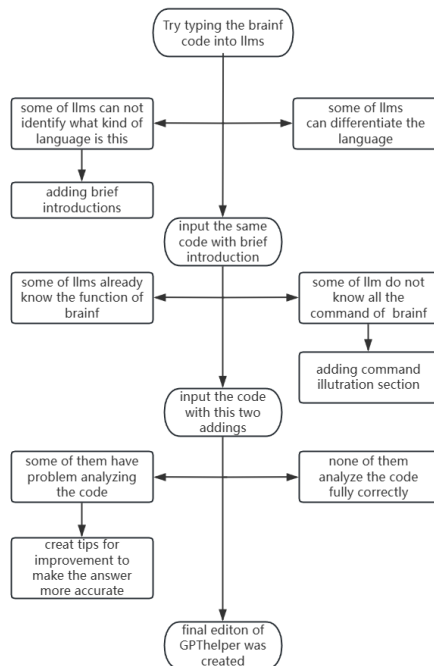 Try typing the brainf
code into llms
some of llms can not
identify what kind of
language is this
some of llms
can differentiate the
language
adding brief
introductions
input the same
code with brief
introduction
some of llms already
know the function of
brainf
some of llm do not
know all the
command of brainf
adding command
illutration section
input the code
with this two
addings
some of them have
problem analyzing
the code
none of them
analyze the code
fully correctly
creat tips for
improvement to
make the answer
more accurate
final editon of
GPThelper was
created